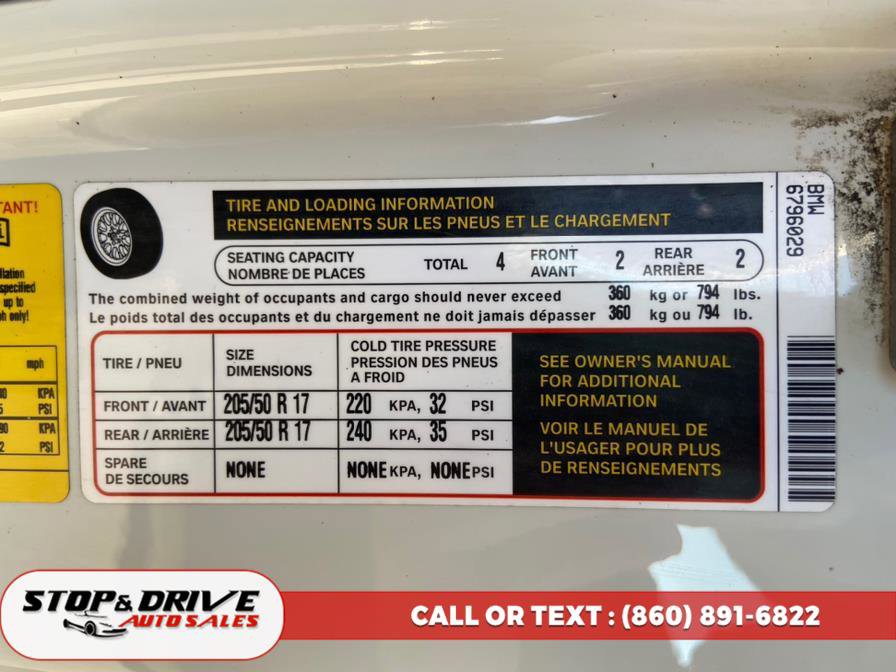 TIRE AND LOADING INFORMATION
RENSEIGNEMENTS SUR LES PNEUS ET LE CHARGEMENT
SEATING CAPACITY
NOMBRE DE PLACES
TOTAL 4
FRONT
AVANT
2
REAR
ARRIÈRE
2
The combined weight of occupants and cargo should never exceed 360 kg or 794 lbs.
Le poids total des occupants et du chargement ne doit jamais dépasser 360 kg ou 794 lb.
TIRE / PNEU
SIZE
DIMENSIONS
COLD TIRE PRESSURE
PRESSION DES PNEUS
A FROID
FRONT / AVANT 205/50 R 17 220 KPA, 32 PSI
REAR / ARRIÈRE 205/50 R 17 240 KPA, 35 PSI
SPARE
DE SECOURS
NONE NONE KPA, NONE PSI
SEE OWNER'S MANUAL
FOR ADDITIONAL
INFORMATION
VOIR LE MANUEL DE
L'USAGER POUR PLUS
DE RENSEIGNEMENTS
BMW
6796029
specified
up to
only!
mph
KPA
PSI
KPA
PSI
STOP & DRIVE
AUTO SALES
CALL OR TEXT : (860) 891-6822